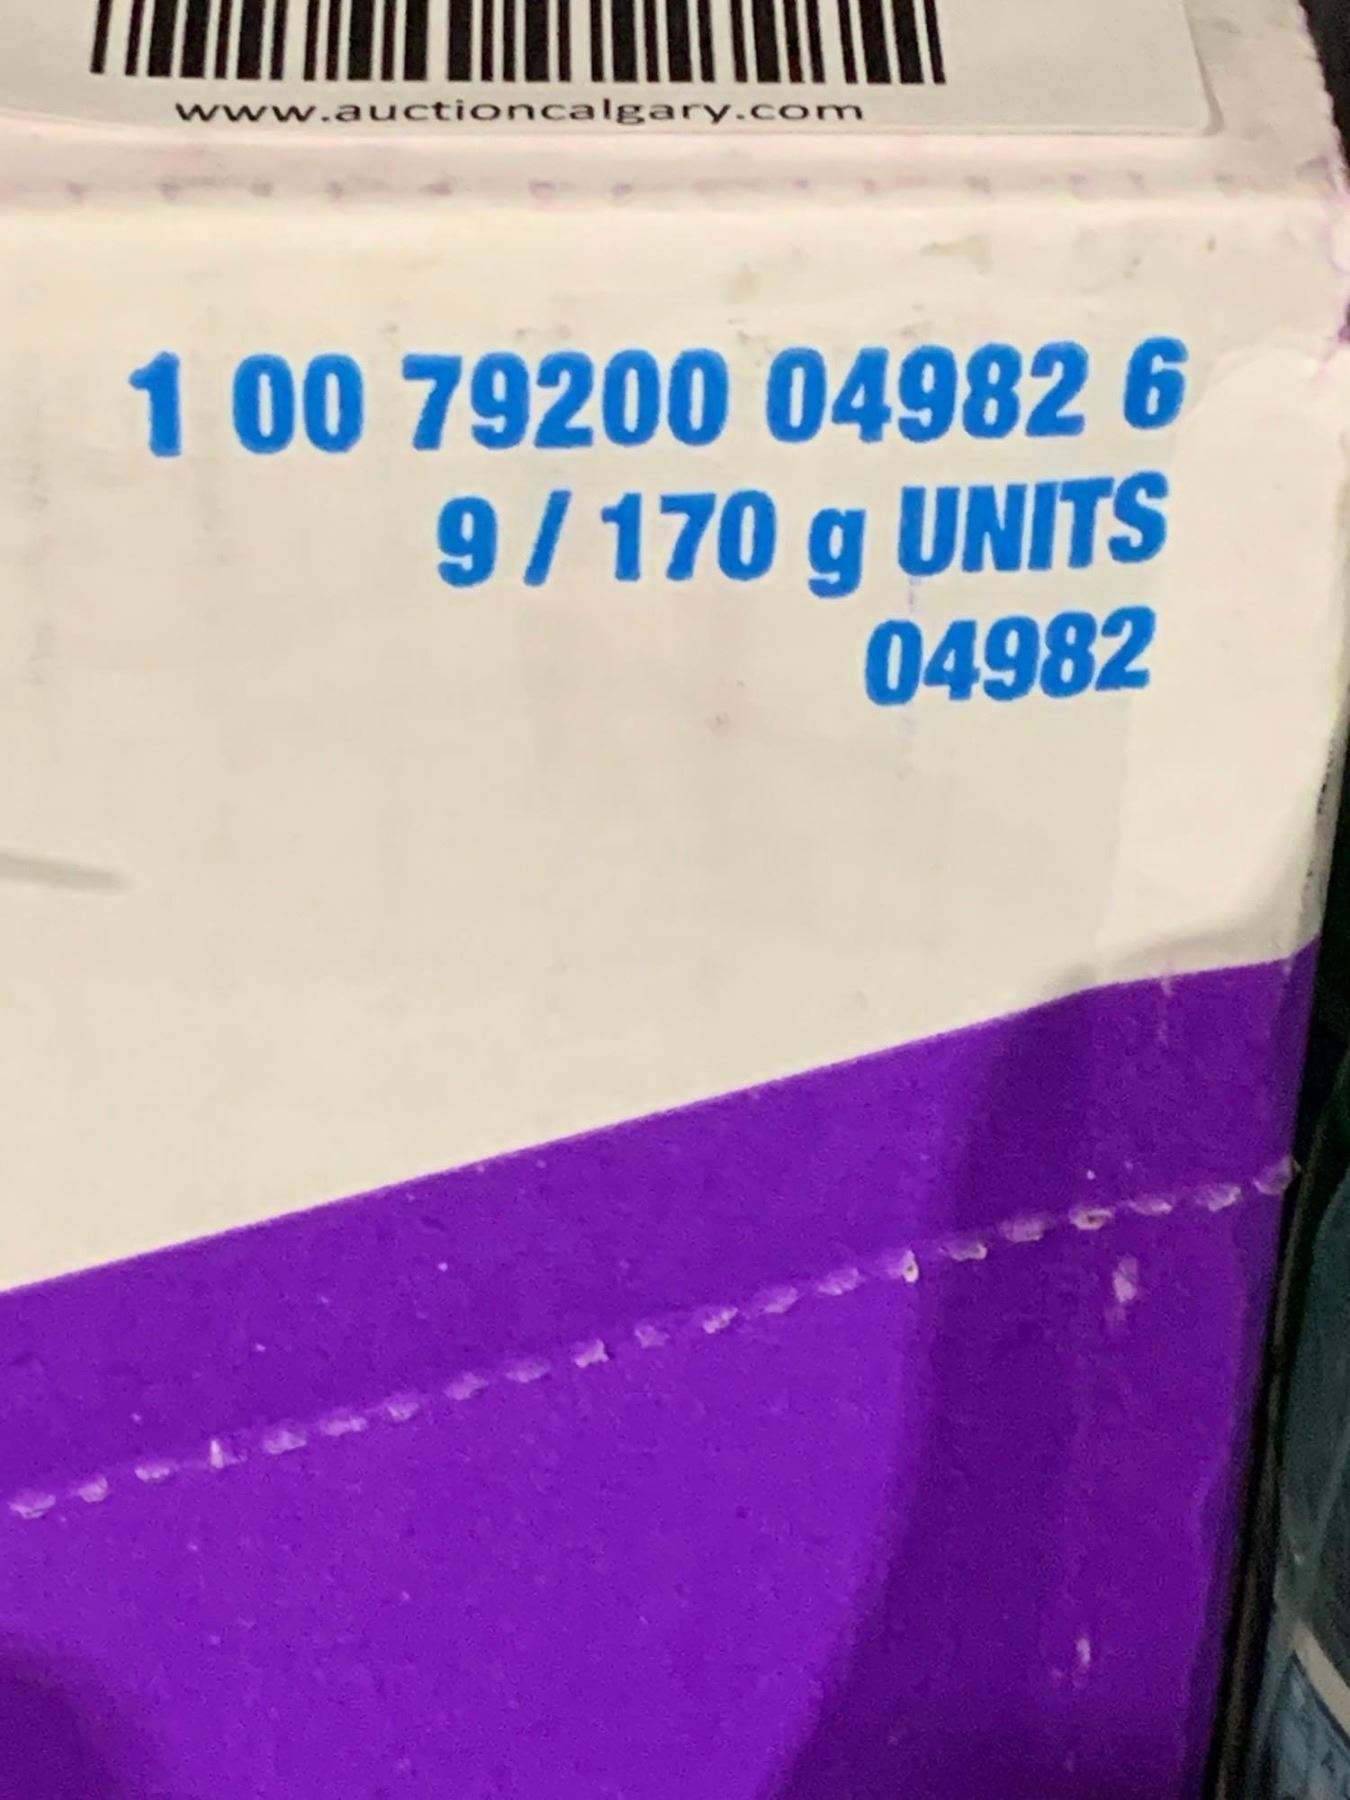 www.auctioncalgary.com
1 00 79200 04982 6
9 / 170 g UNITS
04982